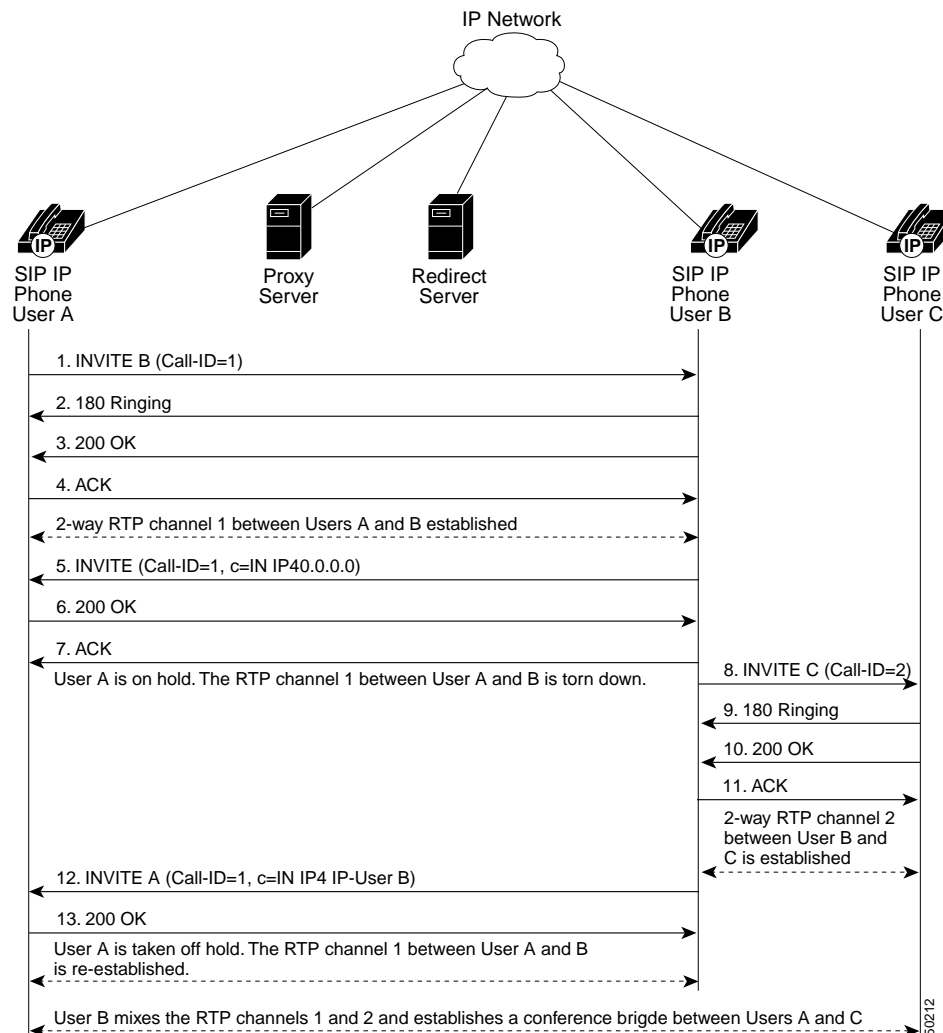 IP Network
IP
IP
IP
SIP IP
Phone
User A
Proxy
Server
Redirect
Server
SIP IP
Phone
User B
SIP IP
Phone
User C
1. INVITE B (Call-ID=1)
2. 180 Ringing
3. 200 OK
4. ACK
2-way RTP channel 1 between Users A and B established
5. INVITE (Call-ID=1, c=IN IP40.0.0.0)
6. 200 OK
7. ACK
User A is on hold. The RTP channel 1 between User A and B is torn down.
8. INVITE C (Call-ID=2)
9. 180 Ringing
10. 200 OK
11. ACK
2-way RTP channel 2
between User B and
C is established
12. INVITE A (Call-ID=1, c=IN IP4 IP-User B)
13. 200 OK
User A is taken off hold. The RTP channel 1 between User A and B
is re-established.
User B mixes the RTP channels 1 and 2 and establishes a conference brigde between Users A and C